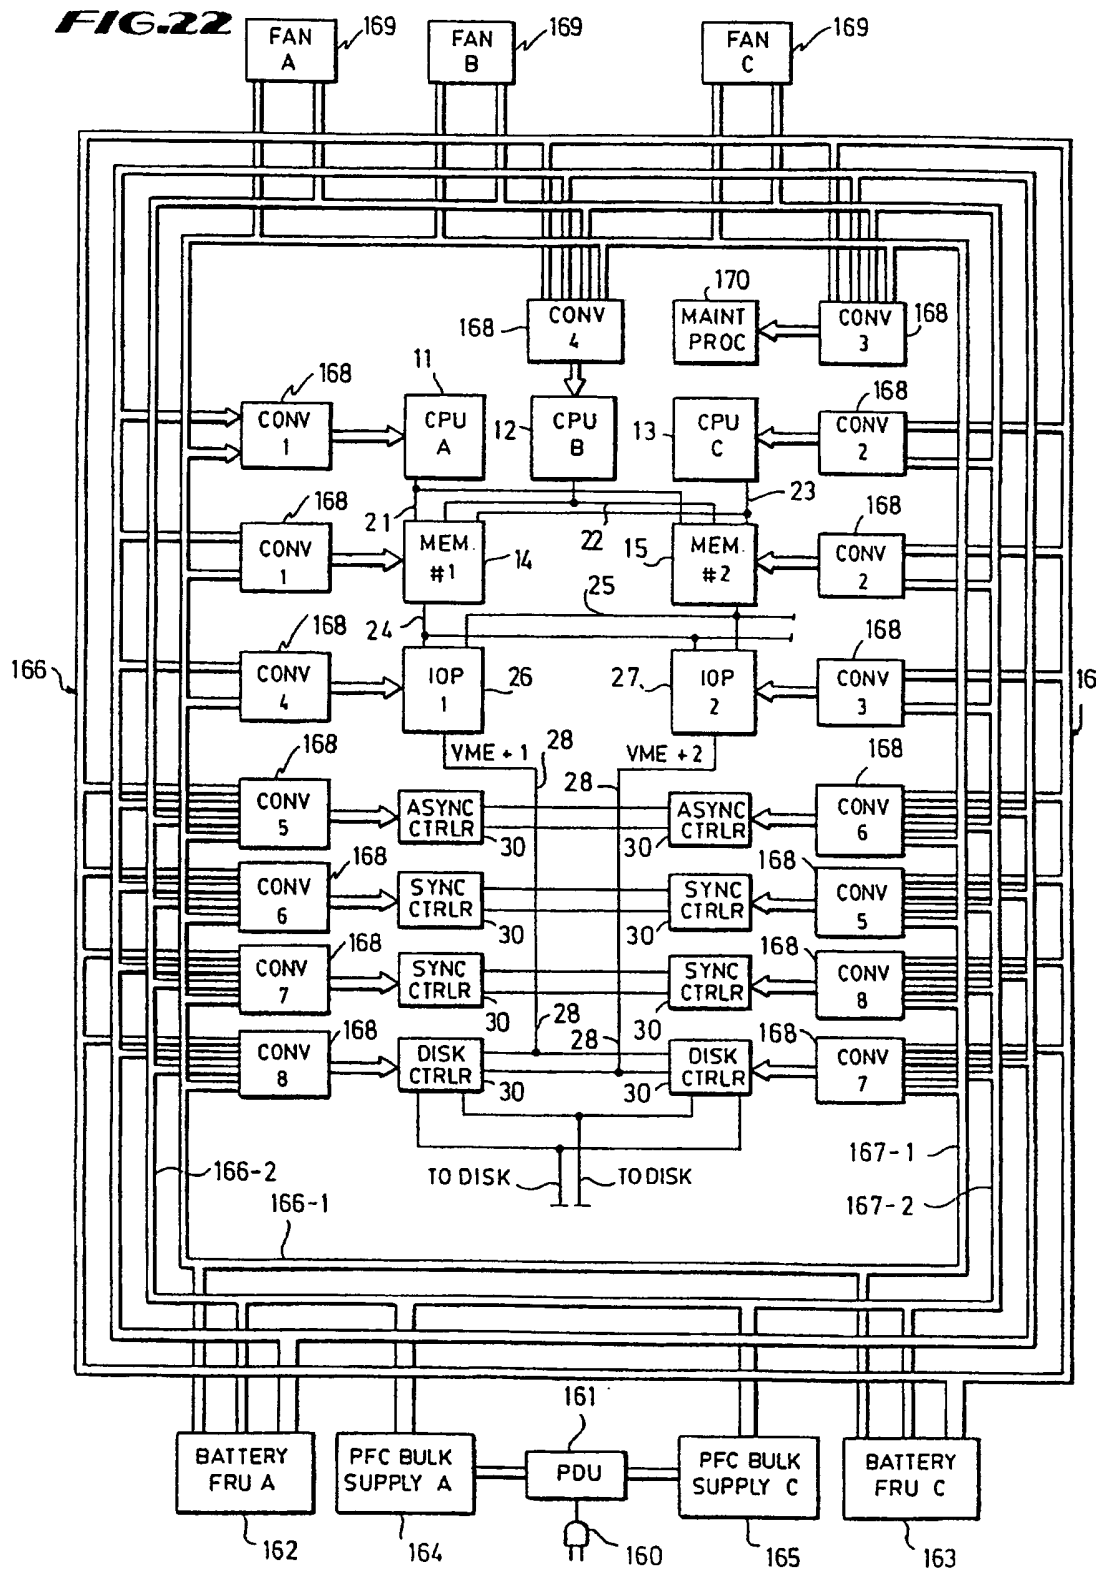 FIG.22
FAN A
169
FAN B
169
FAN C
169
168
CONV 4
170
MAINT PROC
CONV 3
168
168
CONV 1
11
CPU A
12
CPU B
13
CPU C
168
CONV 2
21
22
23
168
CONV 1
MEM. #1
14
15
MEM. #2
168
CONV 2
24
25
166
168
CONV 4
IOP 1
26
27
IOP 2
168
CONV 3
16
VME + 1
28
VME + 2
28
168
CONV 5
ASYNC CTRLR
30
ASYNC CTRLR
30
168
CONV 6
168
CONV 6
SYNC CTRLR
30
SYNC CTRLR
30
168
CONV 5
168
CONV 7
SYNC CTRLR
30
SYNC CTRLR
30
168
CONV 8
28
28
168
CONV 8
DISK CTRLR
30
DISK CTRLR
30
168
CONV 7
166-2
TO DISK
TO DISK
167-1
166-1
167-2
161
BATTERY FRU A
PFC BULK SUPPLY A
PDU
PFC BULK SUPPLY C
BATTERY FRU C
162
164
160
165
163